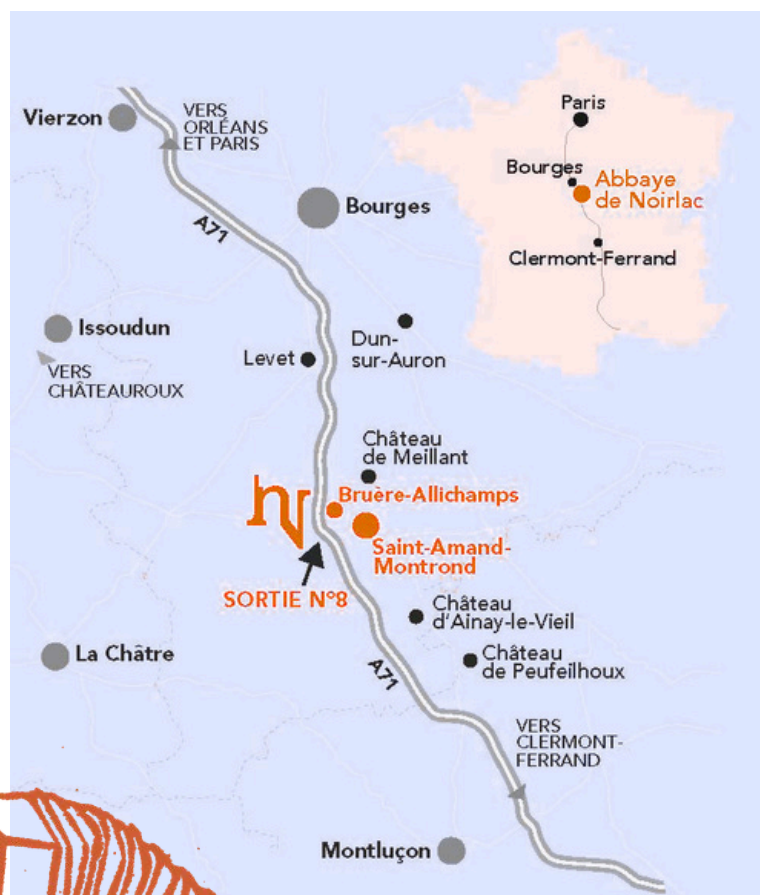 Paris
Bourges
Abbaye
de Noirlac
Clermont-Ferrand
Vierzon
VERS
ORLÉANS
ET PARIS
Bourges
A71
Issoudun
VERS
CHÂTEAUROUX
Levet
Dun-
sur-Auron
Château
de Meillant
Bruère-Allichamps
Saint-Amand-
Montrond
SORTIE N°8
Château
d'Ainay-le-Vieil
Château
de Peufeilhoux
La Châtre
A71
VERS
CLERMONT-
FERRAND
Montluçon